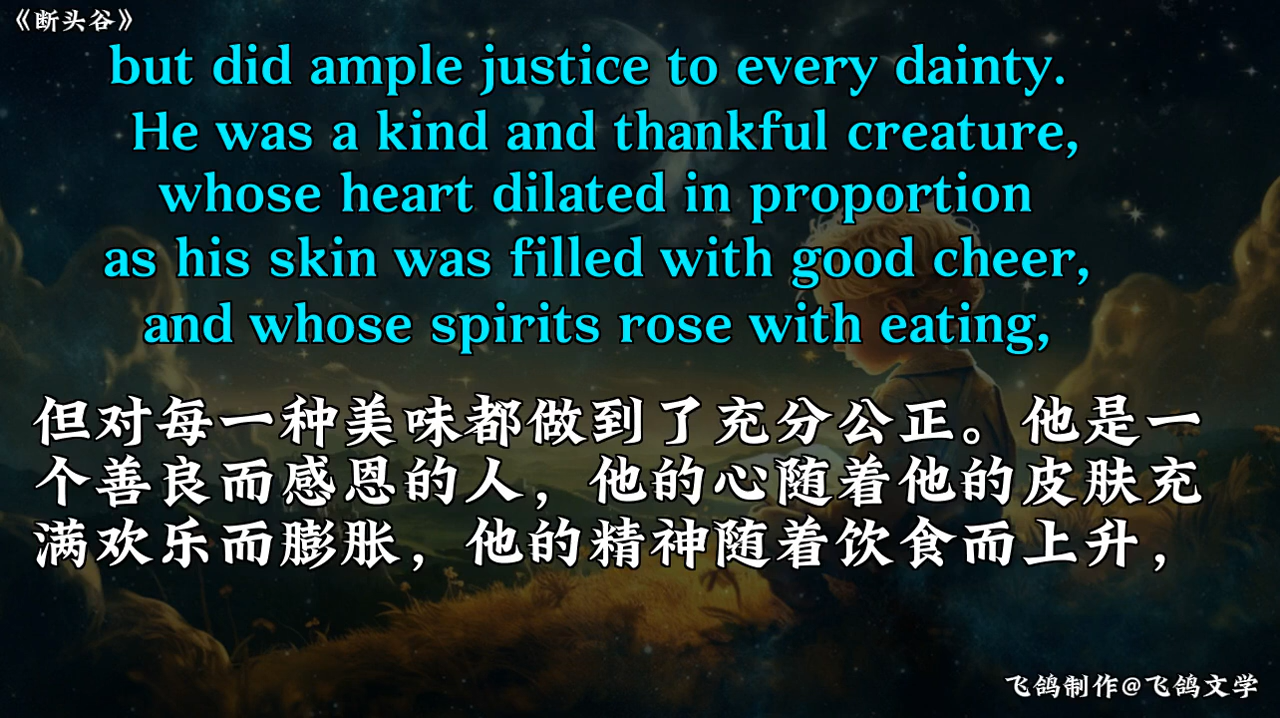 《断头谷》
but did ample justice to every dainty.
He was a kind and thankful creature,
whose heart dilated in proportion
as his skin was filled with good cheer,
and whose spirits rose with eating,
但对每一种美味都做到了充分公正。他是一
个善良而感恩的人，他的心随着他的皮肤充
满欢乐而膨胀，他的精神随着饮食而上升，
飞鸽制作@飞鸽文学